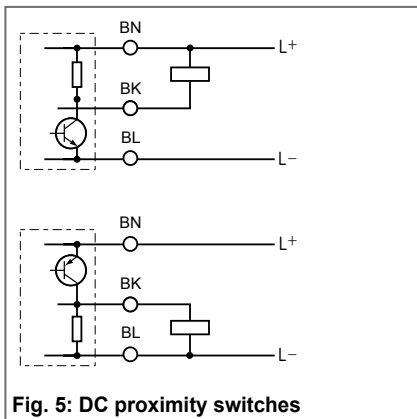 BN
L+
BK
BL
L−
BN
L+
BK
BL
L−
Fig. 5: DC proximity switches